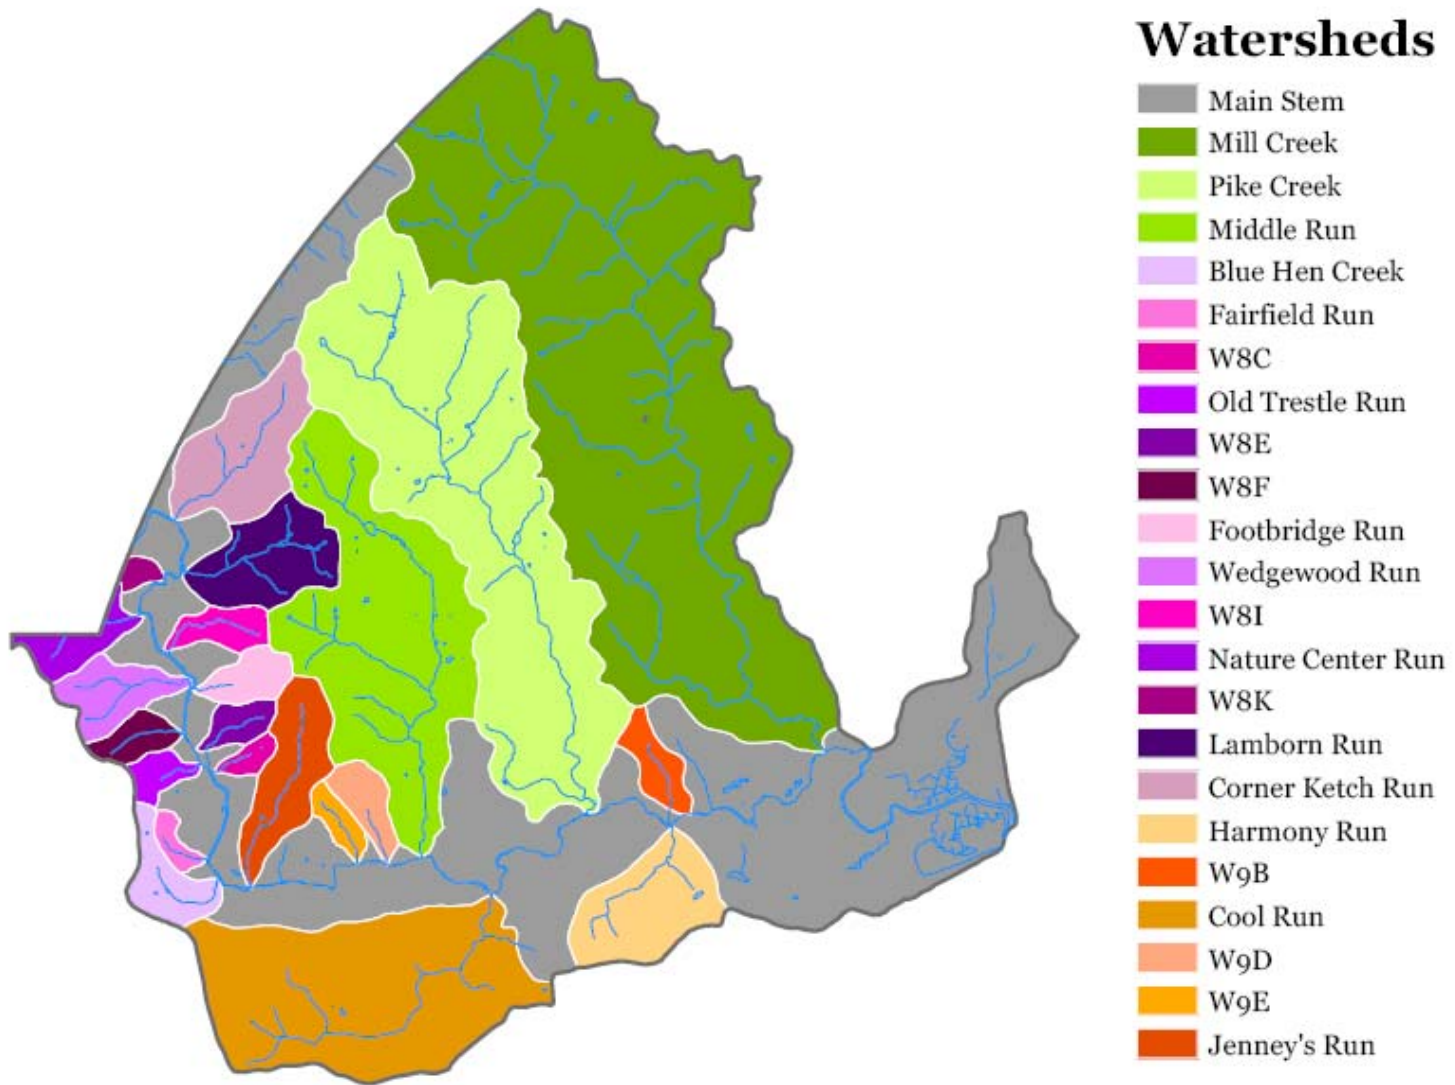 Watersheds
Main Stem
Mill Creek
Pike Creek
Middle Run
Blue Hen Creek
Fairfield Run
W8C
Old Trestle Run
W8E
W8F
Footbridge Run
Wedgewood Run
W8I
Nature Center Run
W8K
Lamborn Run
Corner Ketch Run
Harmony Run
W9B
Cool Run
W9D
W9E
Jenney's Run